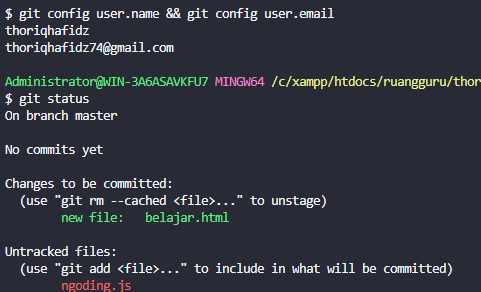 $ git config user.name && git config user.email
thoriqhafidz
thoriqhafidz74@gmail.com
Administrator@WIN-3A6ASAVKFU7 MINGW64 /c/xampp/htdocs/ruangguru/thor
$ git status
On branch master
No commits yet
Changes to be committed:
(use "git rm --cached <file>..." to unstage)
new file: belajar.html
Untracked files:
(use "git add <file>..." to include in what will be committed)
ngoding.js